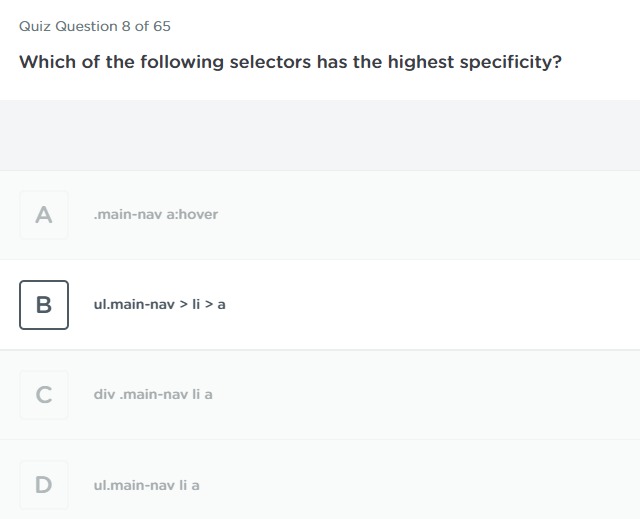 Quiz Question 8 of 65
Which of the following selectors has the highest specificity?
A
.main-nav a:hover
B
ul.main-nav > li > a
C
div .main-nav li a
D
ul.main-nav li a